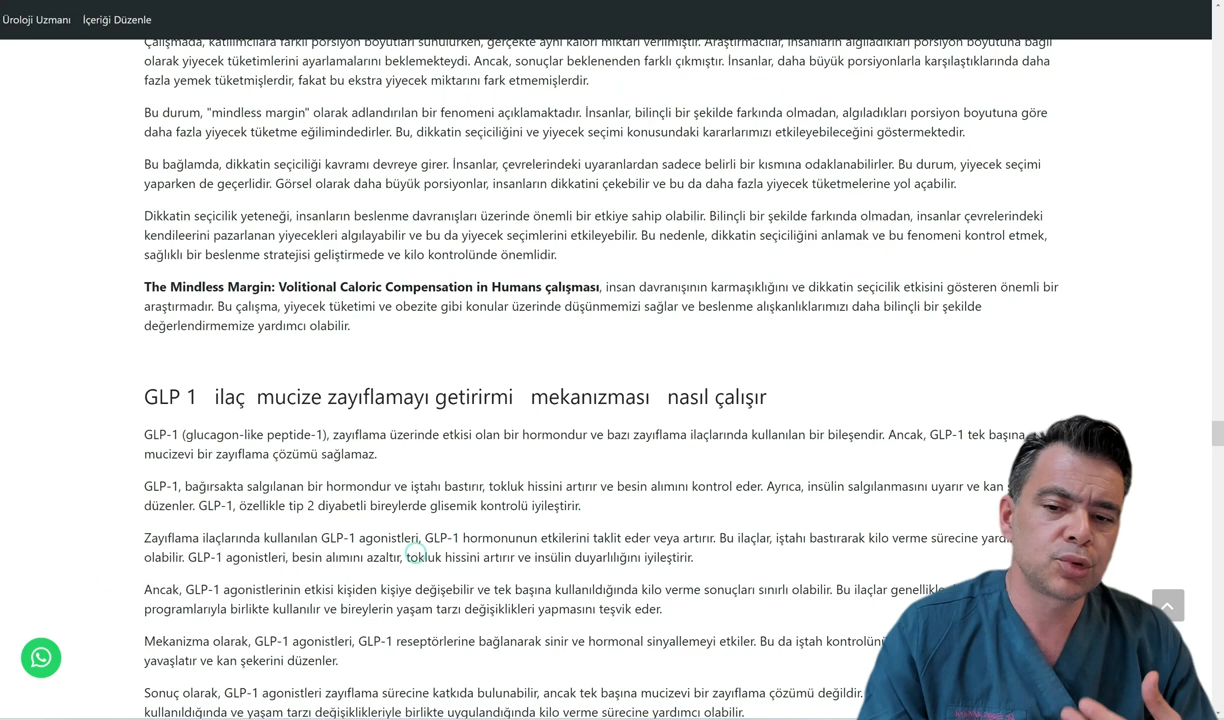 Üroloji Uzmanı İçeriği Düzenle
Çalışmada, katılımcılara farklı porsiyon boyutları sunulurken, gerçekte aynı kalori miktarı verilmiştir. Araştırmacılar, insanların algıladıkları porsiyon boyutuna bağlı
olarak yiyecek tüketimlerini ayarlamalarını beklemekteydi. Ancak, sonuçlar beklenenden farklı çıkmıştır. İnsanlar, daha büyük porsiyonlarla karşılaştıklarında daha
fazla yemek tüketmişlerdir, fakat bu ekstra yiyecek miktarını fark etmemişlerdir.
Bu durum, "mindless margin" olarak adlandırılan bir fenomeni açıklamaktadır. İnsanlar, bilinçli bir şekilde farkında olmadan, algıladıkları porsiyon boyutuna göre
daha fazla yiyecek tüketme eğilimindedirler. Bu, dikkatin seçiciliğini ve yiyecek seçimi konusundaki kararlarımızı etkileyebileceğini göstermektedir.
Bu bağlamda, dikkatin seçiciliği kavramı devreye girer. İnsanlar, çevrelerindeki uyaranlardan sadece belirli bir kısmına odaklanabilirler. Bu durum, yiyecek seçimi
yaparken de geçerlidir. Görsel olarak daha büyük porsiyonlar, insanların dikkatini çekebilir ve bu da daha fazla yiyecek tüketmelerine yol açabilir.
Dikkatin seçicilik yeteneği, insanların beslenme davranışları üzerinde önemli bir etkiye sahip olabilir. Bilinçli bir şekilde farkında olmadan, insanlar çevrelerindeki
kendileerini pazarlanan yiyecekleri algılayabilir ve bu da yiyecek seçimlerini etkileyebilir. Bu nedenle, dikkatin seçiciliğini anlamak ve bu fenomeni kontrol etmek,
sağlıklı bir beslenme stratejisi geliştirmede ve kilo kontrolünde önemlidir.
The Mindless Margin: Volitional Caloric Compensation in Humans çalışması, insan davranışının karmaşıklığını ve dikkatin seçicilik etkisini gösteren önemli bir
araştırmadır. Bu çalışma, yiyecek tüketimi ve obezite gibi konular üzerinde düşünmemizi sağlar ve beslenme alışkanlıklarımızı daha bilinçli bir şekilde
değerlendirmemize yardımcı olabilir.
GLP 1 ilaç mucize zayıflamayı getirirmi mekanızması nasıl çalışır
GLP-1 (glucagon-like peptide-1), zayıflama üzerinde etkisi olan bir hormondur ve bazı zayıflama ilaçlarında kullanılan bir bileşendir. Ancak, GLP-1 tek başına
mucizevi bir zayıflama çözümü sağlamaz.
GLP-1, bağırsakta salgılanan bir hormondur ve iştahı bastırır, tokluk hissini artırır ve besin alımını kontrol eder. Ayrıca, insülin salgılanmasını uyarır ve kan
düzenler. GLP-1, özellikle tip 2 diyabetli bireylerde glisemik kontrolü iyileştirir.
Zayıflama ilaçlarında kullanılan GLP-1 agonistleri, GLP-1 hormonunun etkilerini taklit eder veya artırır. Bu ilaçlar, iştahı bastırarak kilo verme sürecine
olabilir. GLP-1 agonistleri, besin alımını azaltır, tokluk hissini artırır ve insülin duyarlılığını iyileştirir.
Ancak, GLP-1 agonistlerinin etkisi kişiden kişiye değişebilir ve tek başına kullanıldığında kilo verme sonuçları sınırlı olabilir. Bu ilaçlar
programlarıyla birlikte kullanılır ve bireylerin yaşam tarzı değişiklikleri yapmasını teşvik eder.
Mekanizma olarak, GLP-1 agonistleri, GLP-1 reseptörlerine bağlanarak sinir ve hormonal sinyallemeyi etkiler. Bu da iştah
yavaşlatır ve kan şekerini düzenler.
Sonuç olarak, GLP-1 agonistleri zayıflama sürecine katkıda bulunabilir, ancak tek başına mucizevi bir zayıflama çözümü değildir.
kullanıldığında ve yaşam tarzı değişiklikleriyle birlikte uygulandığında kilo verme sürecine yardımcı olabilir.